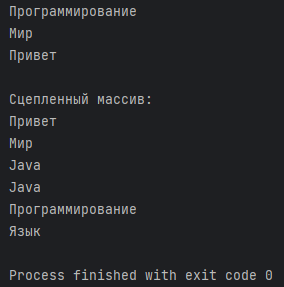 Программирование
Мир
Привет

Сцепленный массив:
Привет
Мир
Java
Java
Программирование
Язык

Process finished with exit code 0